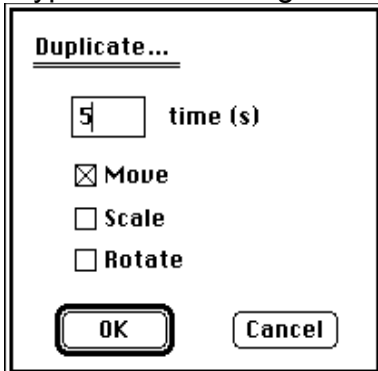 Duplicate...
5 time (s)
Move
Scale
Rotate
OK Cancel